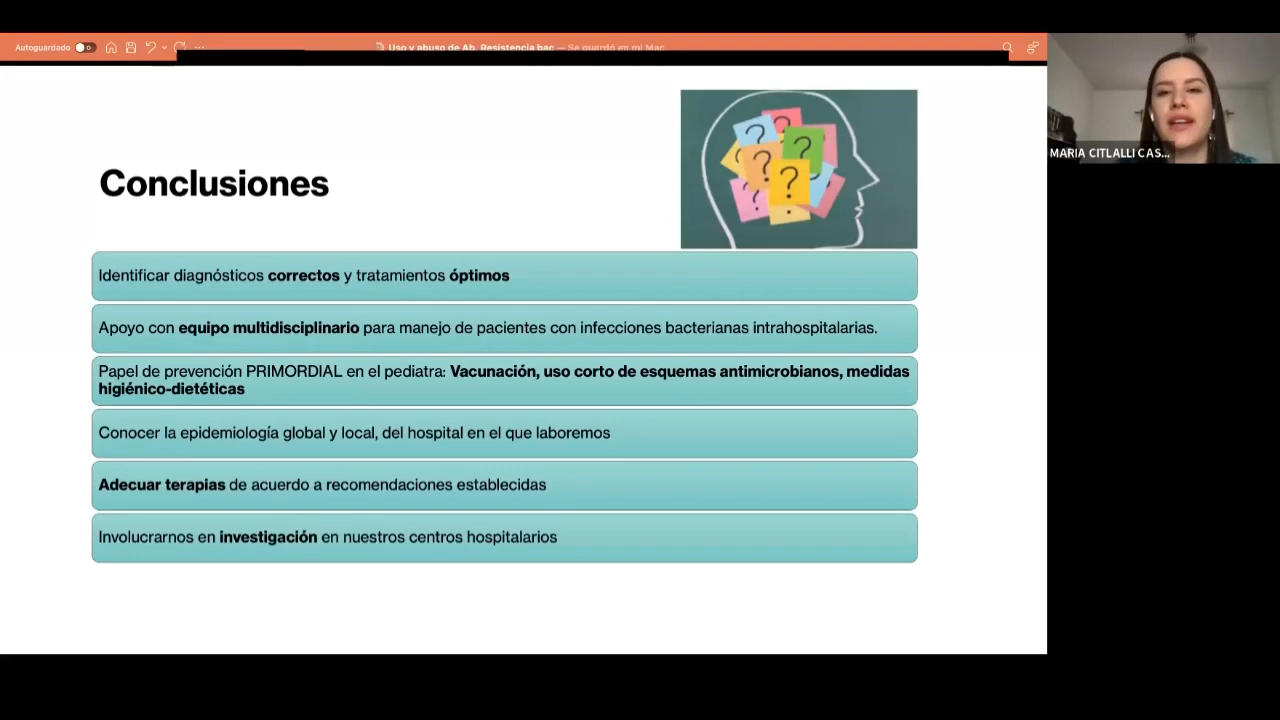 Autoguardado
Uso y abuso de Ab. Resistencia bac — Se guardó en mi Mac
MARIA CITLALLI CAS...
Conclusiones
? ? ? ? ? ? ? ?
Identificar diagnósticos correctos y tratamientos óptimos
Apoyo con equipo multidisciplinario para manejo de pacientes con infecciones bacterianas intrahospitalarias.
Papel de prevención PRIMORDIAL en el pediatra: Vacunación, uso corto de esquemas antimicrobianos, medidas
higiénico-dietéticas
Conocer la epidemiología global y local, del hospital en el que laboremos
Adecuar terapias de acuerdo a recomendaciones establecidas
Involucrarnos en investigación en nuestros centros hospitalarios